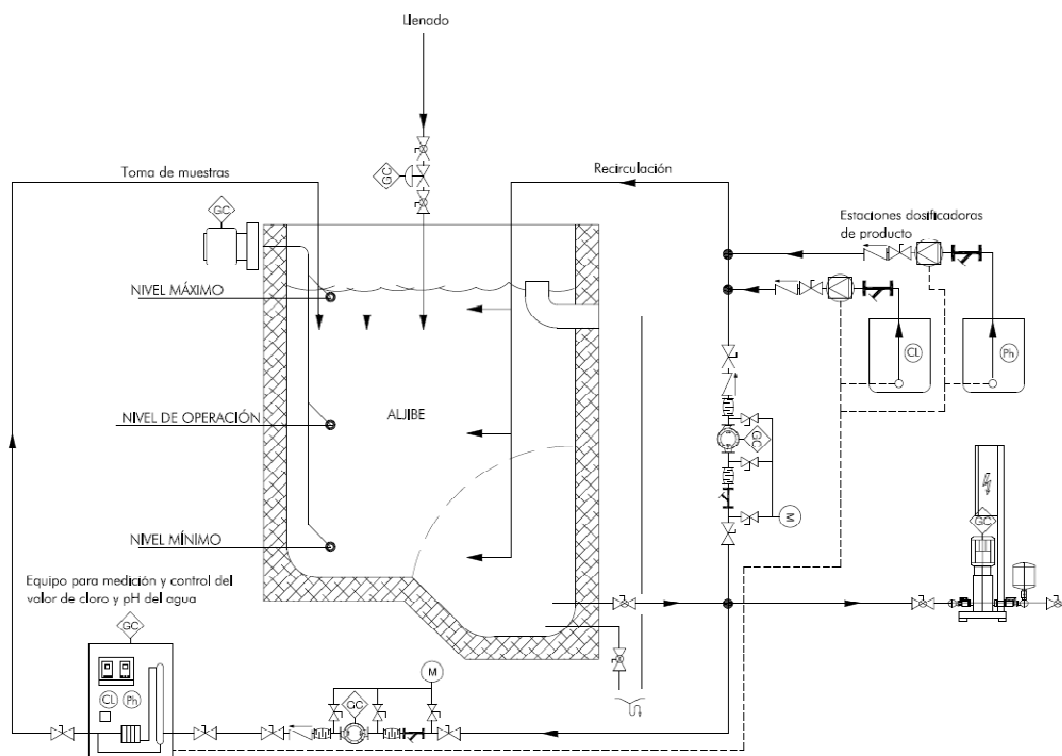 Llenado
Toma de muestras
Recirculación
GC
GC
Estaciones dosificadoras
de producto
NIVEL MÁXIMO
CL
Ph
NIVEL DE OPERACIÓN
ALJIBE
GC
M
GC
NIVEL MÍNIMO
Equipo para medición y control del
valor de cloro y pH del agua
GC
M
CL
Ph
GC